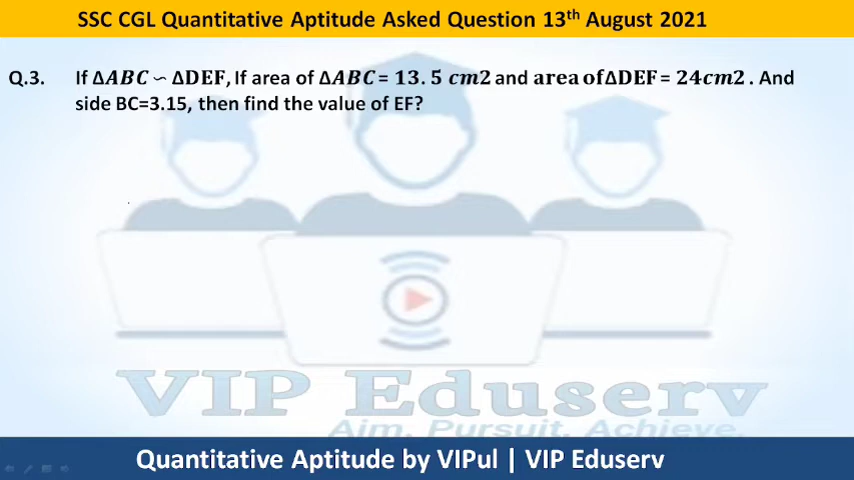 SSC CGL Quantitative Aptitude Asked Question 13th August 2021
Q.3. If ΔABC ∽ ΔDEF, If area of ΔABC = 13.5 cm2 and area ofΔDEF = 24cm2 . And
side BC=3.15, then find the value of EF?
VIP Eduserv
Aim. Pursuit. Achieve.
Quantitative Aptitude by VIPul | VIP Eduserv